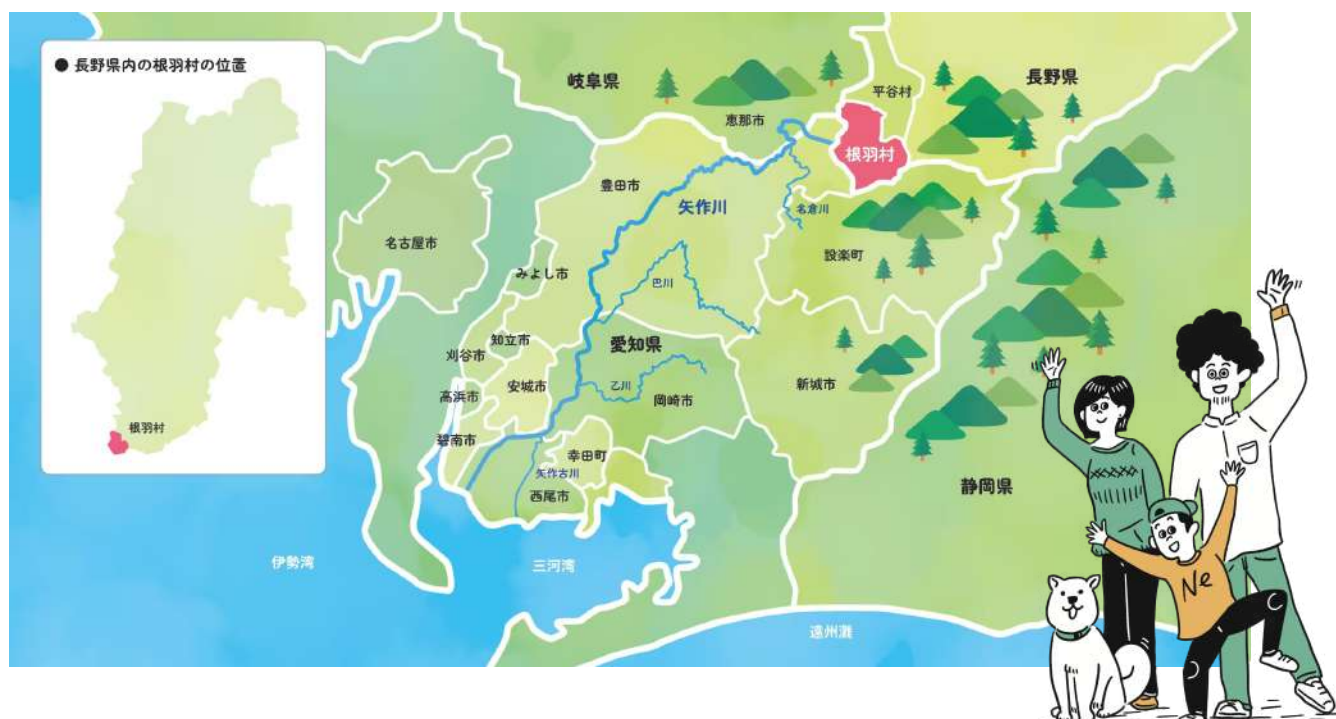 ● 長野県内の根羽村の位置
根羽村
岐阜県
長野県
平谷村
恵那市
根羽村
豊田市
矢作川
名倉川
名古屋市
設楽町
みよし市
巴川
知立市
愛知県
刈谷市
安城市
乙川
新城市
高浜市
岡崎市
碧南市
幸田町
矢作古川
西尾市
静岡県
伊勢湾
三河湾
遠州灘
Ne